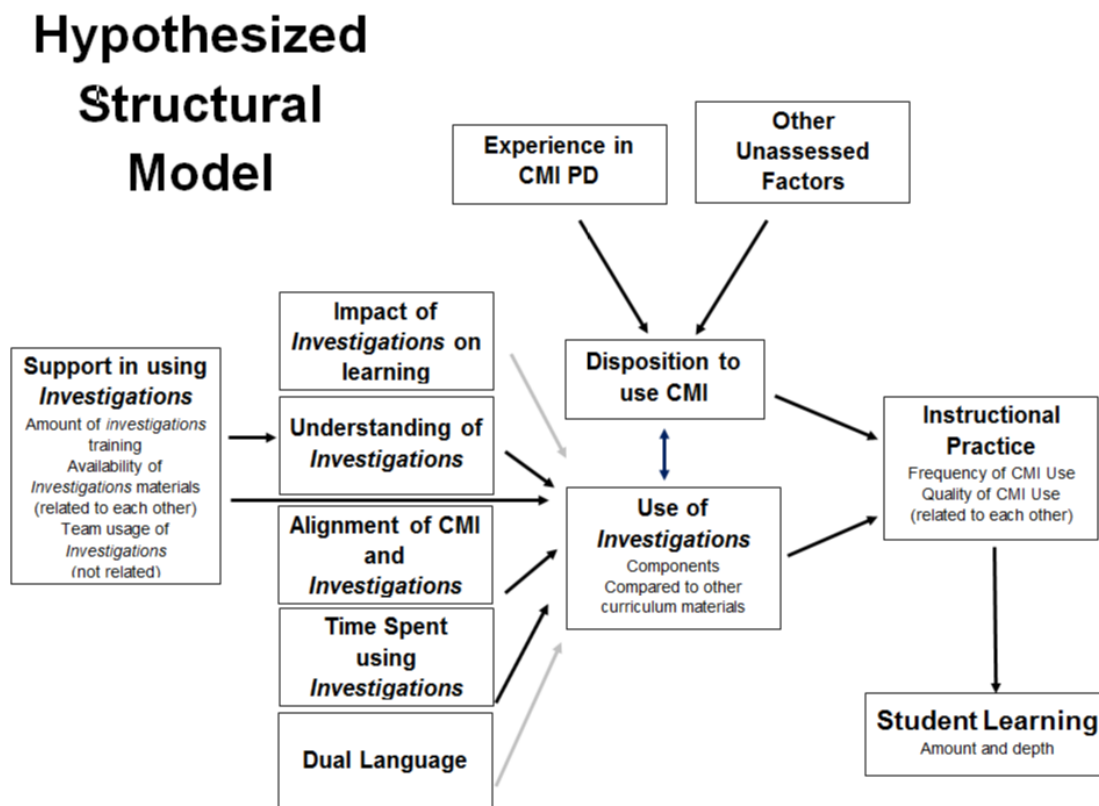 Hypothesized
Structural
Model
Experience in
CMI PD
Other
Unassessed
Factors
Impact of
Investigations on
learning
Disposition to
use CMI
Support in using
Investigations
Amount of investigations
training
Availability of
Investigations materials
(related to each other)
Team usage of
Investigations
(not related)
Understanding of
Investigations
Instructional
Practice
Frequency of CMI Use
Quality of CMI Use
(related to each other)
Alignment of CMI
and
Investigations
Use of
Investigations
Components
Compared to other
curriculum materials
Time Spent
using
Investigations
Dual Language
Student Learning
Amount and depth